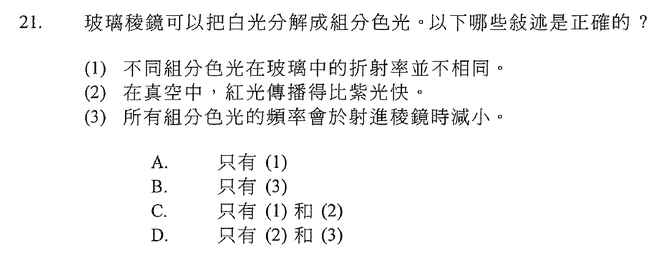 21. 玻璃稜鏡可以把白光分解成組分色光。以下哪些敍述是正確的？
(1) 不同組分色光在玻璃中的折射率並不相同。
(2) 在真空中，紅光傳播得比紫光快。
(3) 所有組分色光的頻率會於射進稜鏡時減小。
A. 只有 (1)
B. 只有 (3)
C. 只有 (1) 和 (2)
D. 只有 (2) 和 (3)